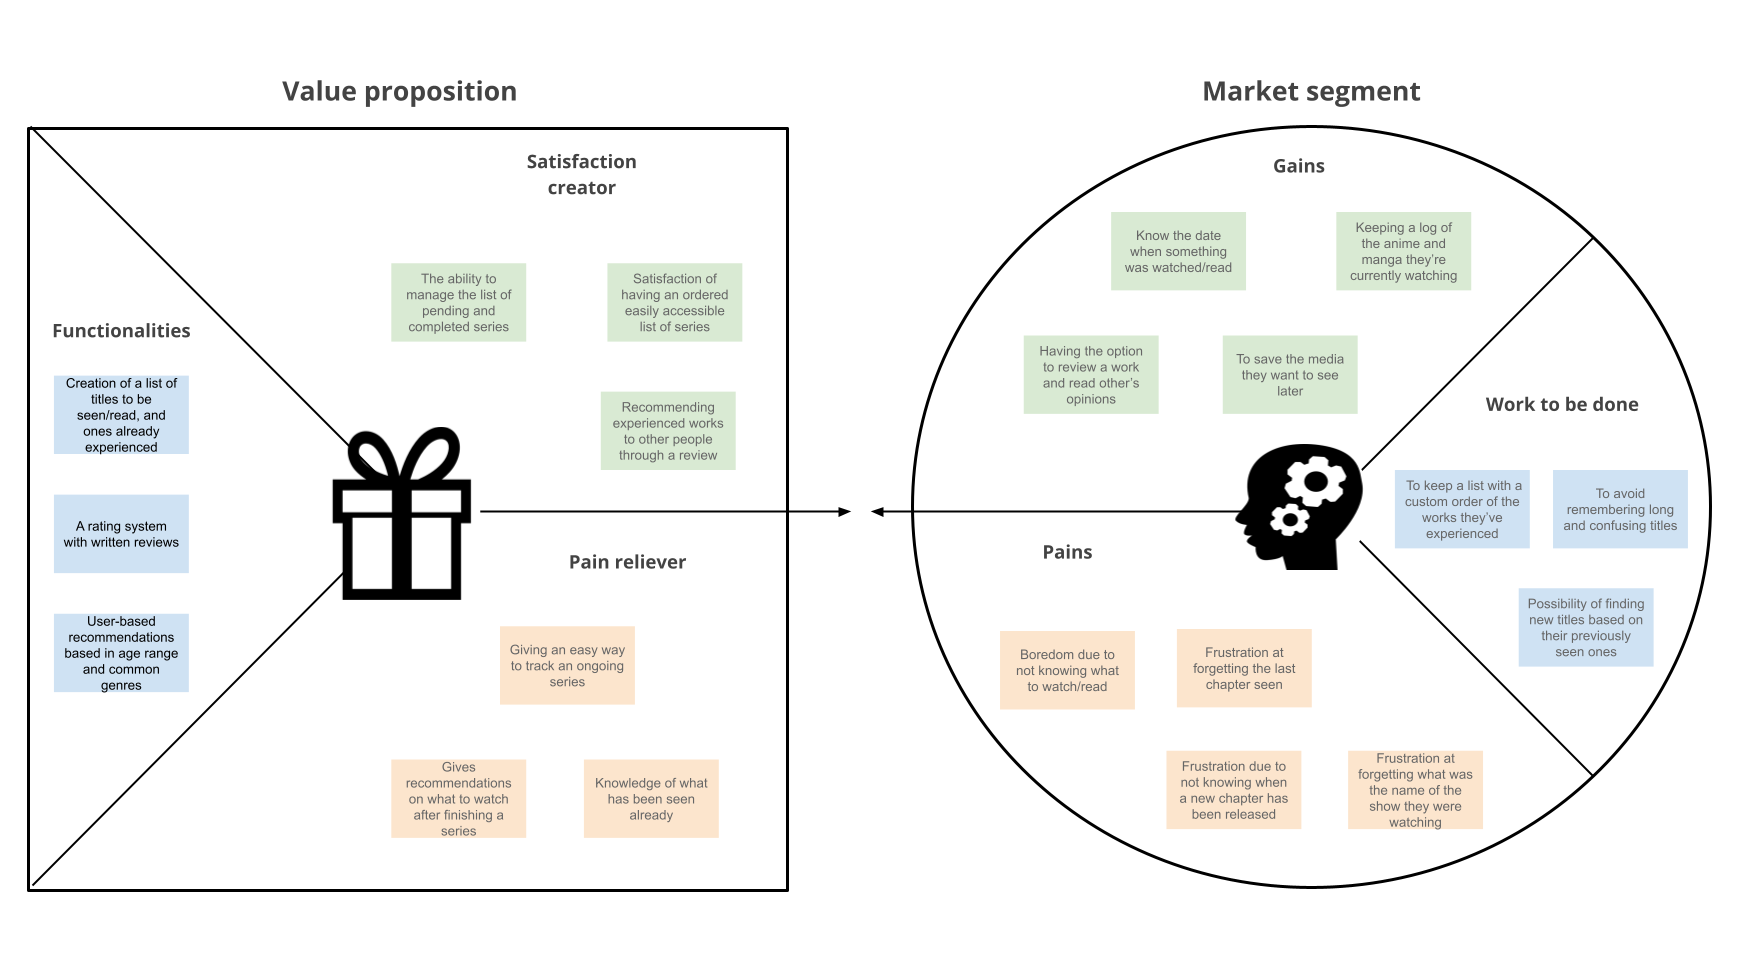 Value proposition
Satisfaction
creator
The ability to
manage the list of
pending and
completed series
Satisfaction of
having an ordered
easily accessible
list of series
Recommending
experienced works
to other people
through a review
Functionalities
Creation of a list of
titles to be
seen/read, and
ones already
experienced
A rating system
with written reviews
User-based
recommendations
based in age range
and common
genres
Pain reliever
Giving an easy way
to track an ongoing
series
Gives
recommendations
on what to watch
after finishing a
series
Knowledge of what
has been seen
already
Market segment
Gains
Know the date
when something
was watched/read
Keeping a log of
the anime and
manga they’re
currently watching
Having the option
to review a work
and read other’s
opinions
To save the media
they want to see
later
Work to be done
To keep a list with a
custom order of the
works they’ve
experienced
To avoid
remembering long
and confusing titles
Possibility of finding
new titles based on
their previously
seen ones
Pains
Boredom due to
not knowing what
to watch/read
Frustration at
forgetting the last
chapter seen
Frustration due to
not knowing when
a new chapter has
been released
Frustration at
forgetting what was
the name of the
show they were
watching